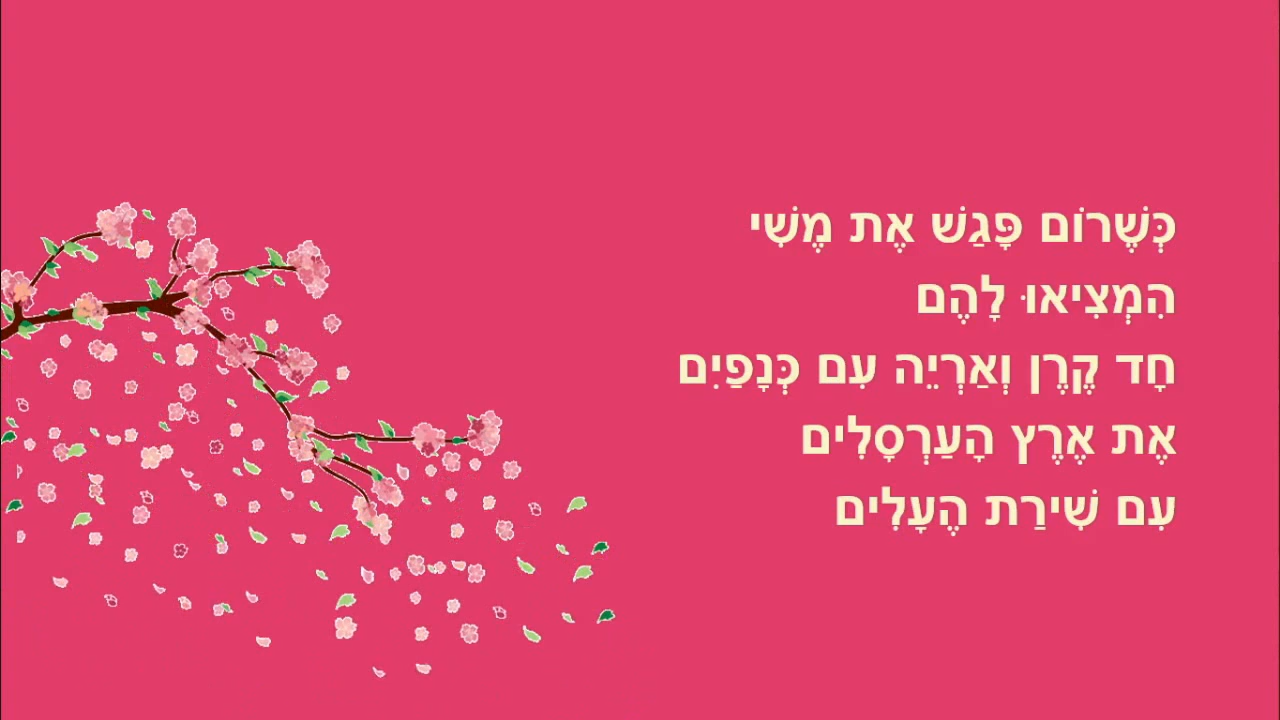 כְּשֶׁרוֹם פָּגַשׁ אֶת מֶשִׁי
הִמְצִיאוּ לָהֶם
חָד קֶרֶן וְאַרְיֵה עִם כְּנָפַיִם
אֶת אֶרֶץ הָעַרְסָלִים
עִם שִׁירַת הֶעָלִים